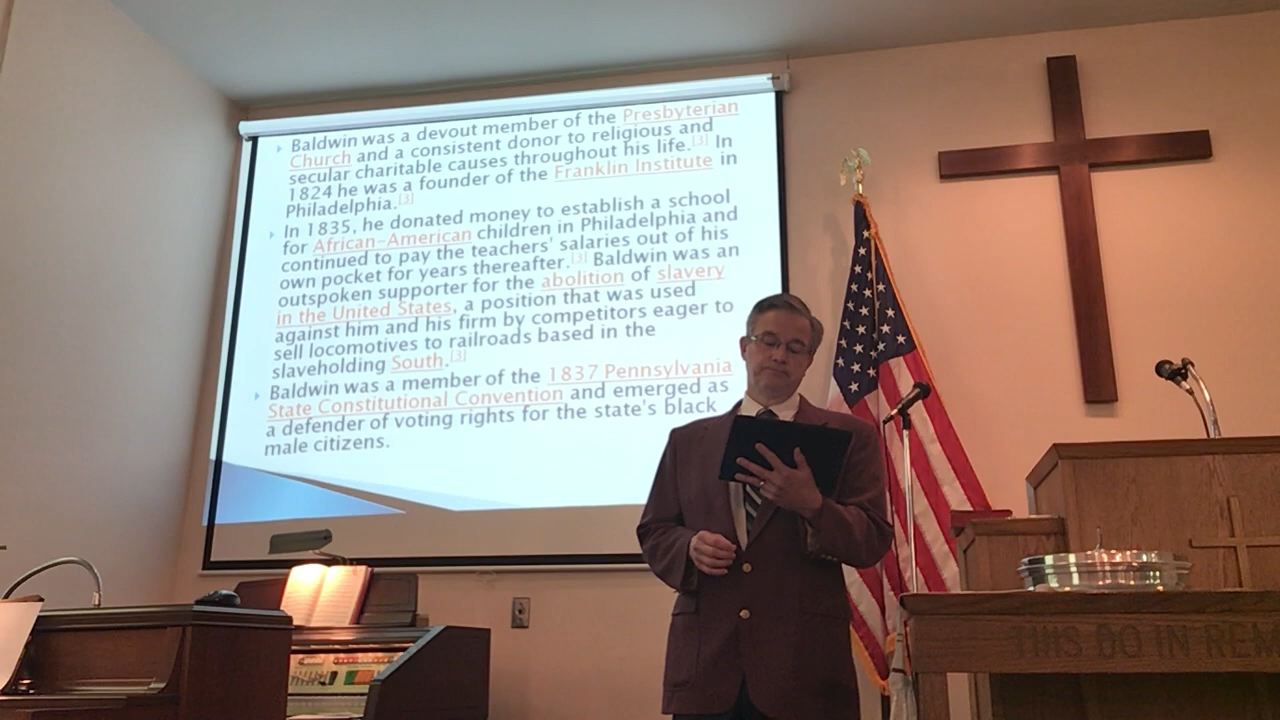 Baldwin was a devout member of the Presbyterian
Church and a consistent donor to religious and
secular charitable causes throughout his life.[3] In
1824 he was a founder of the Franklin Institute in
Philadelphia.[3]
In 1835, he donated money to establish a school
for African-American children in Philadelphia and
continued to pay the teachers' salaries out of his
own pocket for years thereafter.[3] Baldwin was an
outspoken supporter for the abolition of slavery
in the United States, a position that was used
against him and his firm by competitors eager to
sell locomotives to railroads based in the
slaveholding South.[3]
Baldwin was a member of the 1837 Pennsylvania
State Constitutional Convention and emerged as
a defender of voting rights for the state's black
male citizens.
THIS DO IN REM